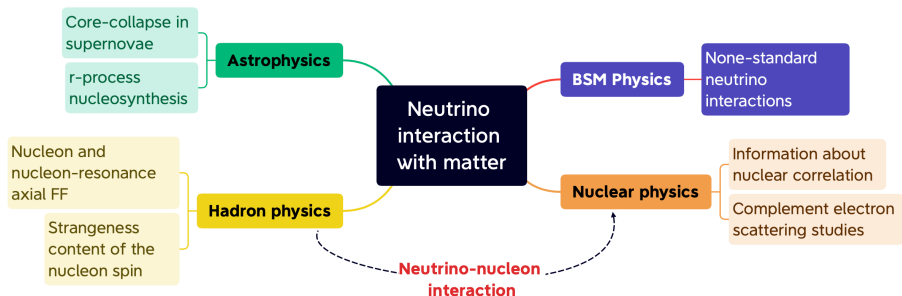 Core-collapse in
supernovae
r-process
nucleosynthesis
Astrophysics
Nucleon and
nucleon-resonance
axial FF
Strangeness
content of the
nucleon spin
Hadron physics
Neutrino
interaction
with matter
BSM Physics
None-standard
neutrino
interactions
Nuclear physics
Information about
nuclear correlation
Complement electron
scattering studies
Neutrino-nucleon
interaction